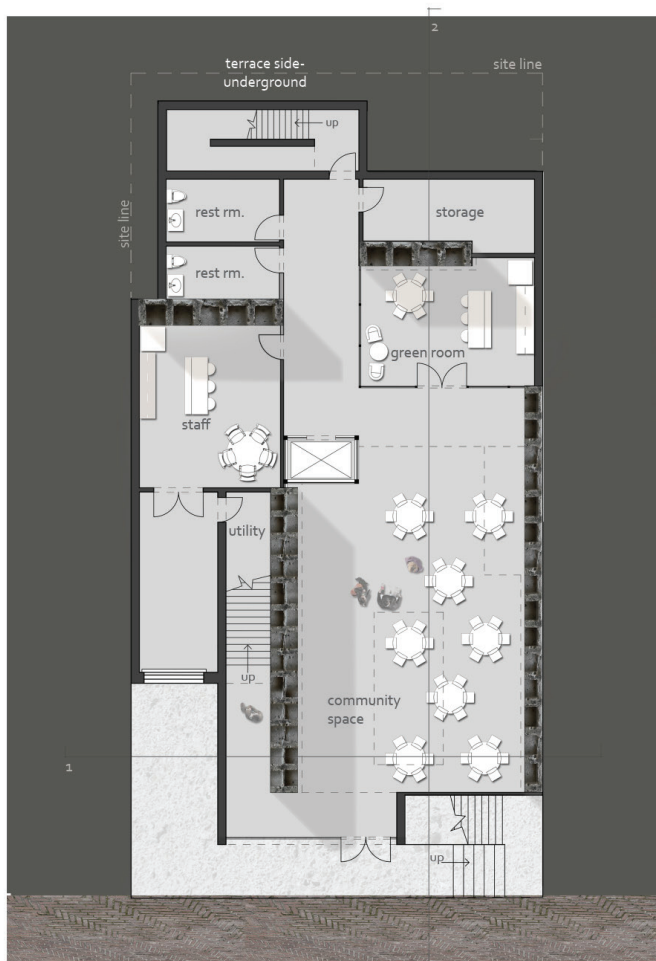 2
terrace side-
underground
site line
up
site line
rest rm.
storage
rest rm.
green room
staff
utility
up
community
space
1
up